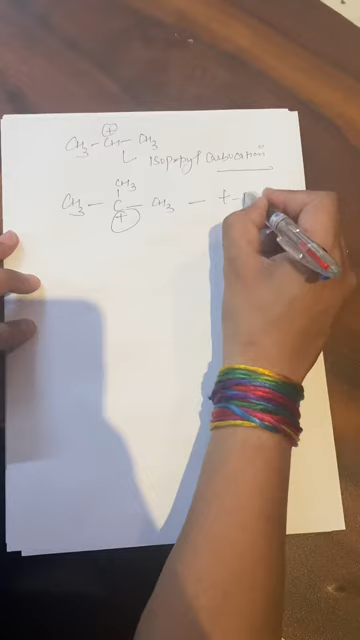 CH3 - CH - CH3
⊕
Isopropyl Carbocation
CH3
CH3 - C - CH3 - t-
+